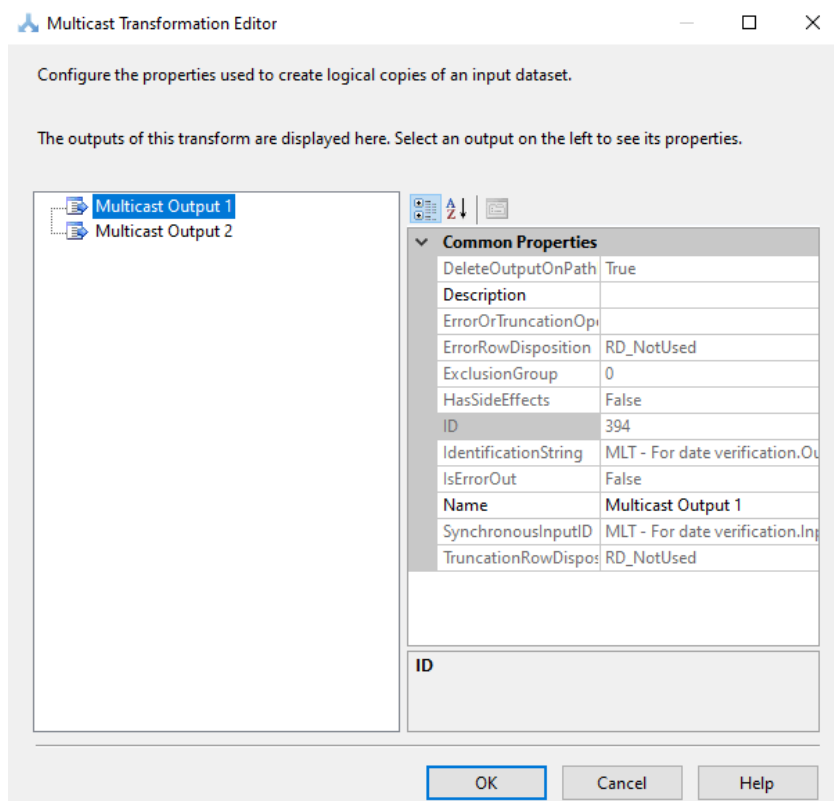 Multicast Transformation Editor
Configure the properties used to create logical copies of an input dataset.
The outputs of this transform are displayed here. Select an output on the left to see its properties.
Multicast Output 1
Multicast Output 2
Common Properties
DeleteOutputOnPath True
Description
ErrorOrTruncationOp
ErrorRowDisposition RD_NotUsed
ExclusionGroup 0
HasSideEffects False
ID 394
IdentificationString MLT - For date verification.Ou
IsErrorOut False
Name Multicast Output 1
SynchronousInputID MLT - For date verification.Inp
TruncationRowDispos RD_NotUsed
ID
OK Cancel Help